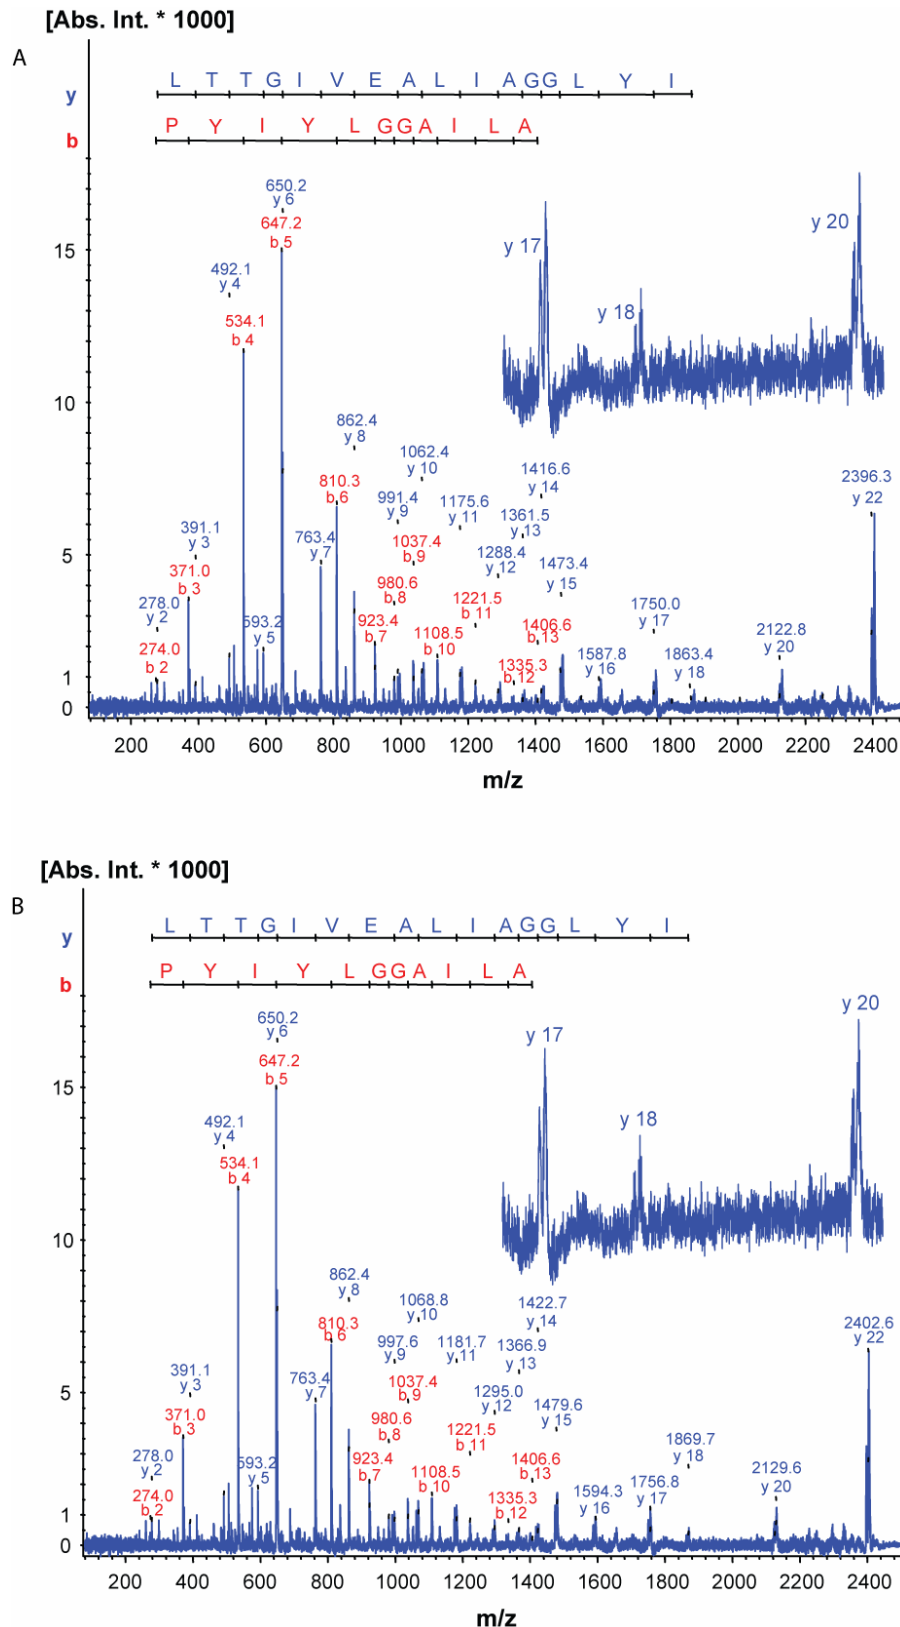 [Abs. Int. * 1000]
A
y
L T T G I V E A L I A G G L Y I
b
P Y I Y L G G A I L A
15
10
5
1
0
650.2
y 6
647.2
b 5
492.1
y 4
534.1
b 4
391.1
y 3
371.0
b 3
278.0
y 2
274.0
b 2
593.2
y 5
763.4
y 7
810.3
b 6
862.4
y 8
923.4
b 7
991.4
y 9
980.6
b 8
1062.4
y 10
1037.4
b 9
1108.5
b 10
1175.6
y 11
1221.5
b 11
1288.4
y 12
1335.3
b 12
1361.5
y 13
1416.6
y 14
1406.6
b 13
1473.4
y 15
1587.8
y 16
1750.0
y 17
1863.4
y 18
2122.8
y 20
2396.3
y 22
y 17
y 18
y 20
200 400 600 800 1000 1200 1400 1600 1800 2000 2200 2400
m/z
[Abs. Int. * 1000]
B
y
L T T G I V E A L I A G G L Y I
b
P Y I Y L G G A I L A
15
10
5
1
0
650.2
y 6
647.2
b 5
492.1
y 4
534.1
b 4
391.1
y 3
371.0
b 3
278.0
y 2
274.0
b 2
593.2
y 5
763.4
y 7
810.3
b 6
862.4
y 8
923.4
b 7
997.6
y 9
980.6
b 8
1068.8
y 10
1037.4
b 9
1108.5
b 10
1181.7
y 11
1221.5
b 11
1295.0
y 12
1335.3
b 12
1366.9
y 13
1422.7
y 14
1406.6
b 13
1479.6
y 15
1594.3
y 16
1756.8
y 17
1869.7
y 18
2129.6
y 20
2402.6
y 22
y 17
y 18
y 20
200 400 600 800 1000 1200 1400 1600 1800 2000 2200 2400
m/z